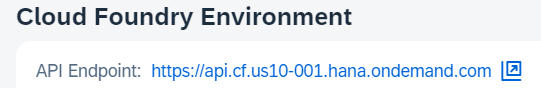 Cloud Foundry Environment
API Endpoint: https://api.cf.us10-001.hana.ondemand.com